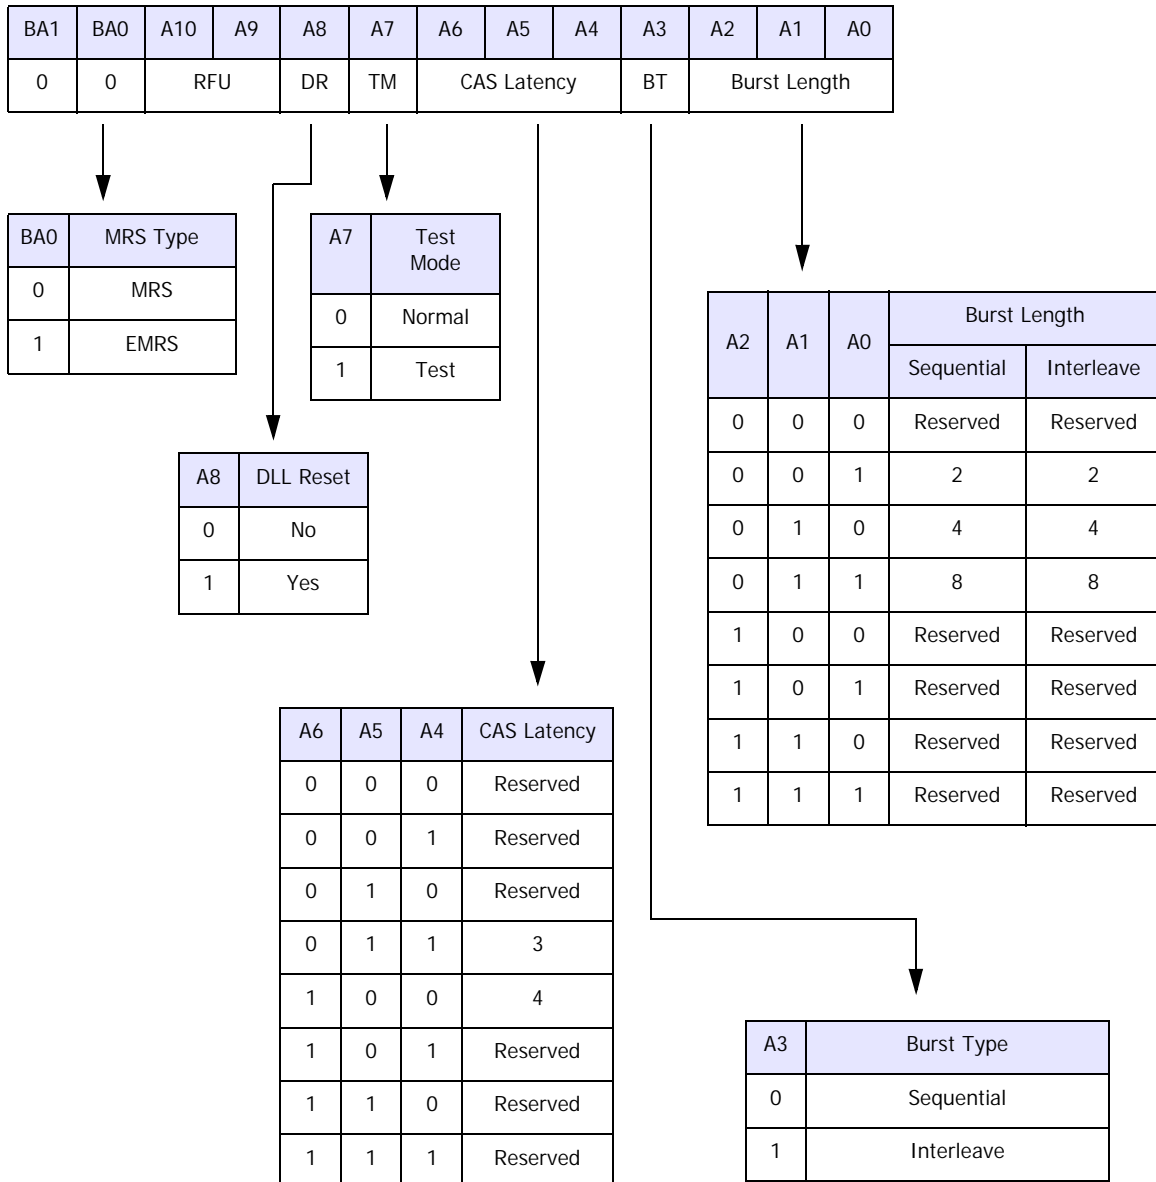 BA1 BA0 A10 A9 A8 A7 A6 A5 A4 A3 A2 A1 A0
0 0 RFU DR TM CAS Latency BT Burst Length
BA0 MRS Type
0 MRS
1 EMRS
A7 Test Mode
0 Normal
1 Test
A8 DLL Reset
0 No
1 Yes
A2 A1 A0 Burst Length
Sequential Interleave
0 0 0 Reserved Reserved
0 0 1 2 2
0 1 0 4 4
0 1 1 8 8
1 0 0 Reserved Reserved
1 0 1 Reserved Reserved
1 1 0 Reserved Reserved
1 1 1 Reserved Reserved
A6 A5 A4 CAS Latency
0 0 0 Reserved
0 0 1 Reserved
0 1 0 Reserved
0 1 1 3
1 0 0 4
1 0 1 Reserved
1 1 0 Reserved
1 1 1 Reserved
A3 Burst Type
0 Sequential
1 Interleave